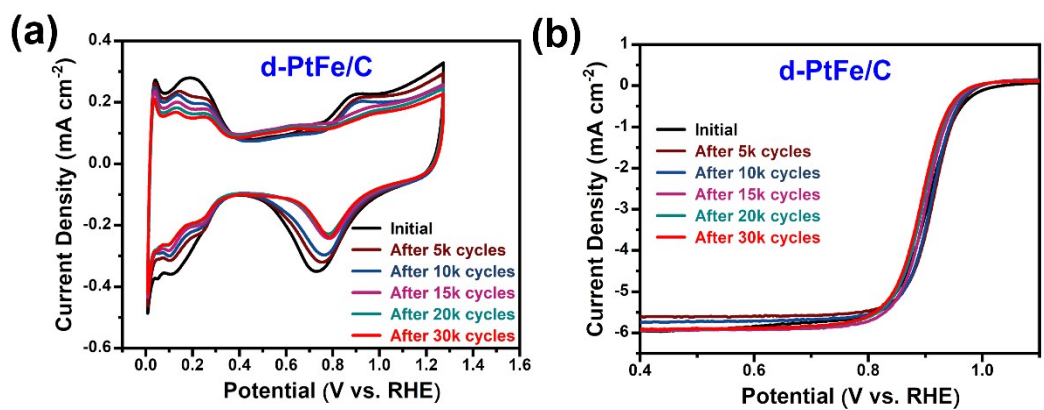 (a)
d-PtFe/C
Current Density (mA cm⁻²)
0.4
0.2
0.0
-0.2
-0.4
-0.6
Initial
After 5k cycles
After 10k cycles
After 15k cycles
After 20k cycles
After 30k cycles
0.0 0.2 0.4 0.6 0.8 1.0 1.2 1.4 1.6
Potential (V vs. RHE)
(b)
d-PtFe/C
Current Density (mA cm⁻²)
1
0
-1
-2
-3
-4
-5
-6
Initial
After 5k cycles
After 10k cycles
After 15k cycles
After 20k cycles
After 30k cycles
0.4 0.6 0.8 1.0
Potential (V vs. RHE)